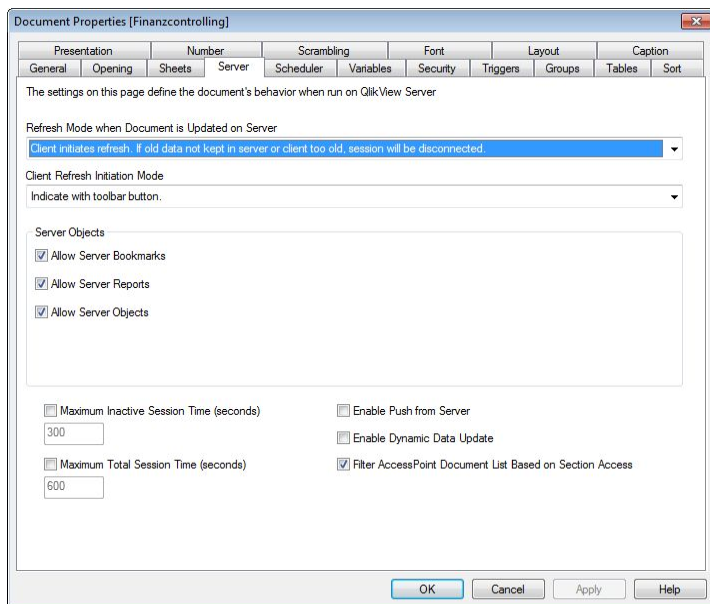 Document Properties [Finanzcontrolling]
Presentation Number Scrambling Font Layout Caption
General Opening Sheets Server Scheduler Variables Security Triggers Groups Tables Sort
The settings on this page define the document's behavior when run on QlikView Server
Refresh Mode when Document is Updated on Server
Client initiates refresh. If old data not kept in server or client too old, session will be disconnected.
Client Refresh Initiation Mode
Indicate with toolbar button.
Server Objects
Allow Server Bookmarks
Allow Server Reports
Allow Server Objects
Maximum Inactive Session Time (seconds) Enable Push from Server
300
Enable Dynamic Data Update
Maximum Total Session Time (seconds) Filter AccessPoint Document List Based on Section Access
600
OK Cancel Apply Help